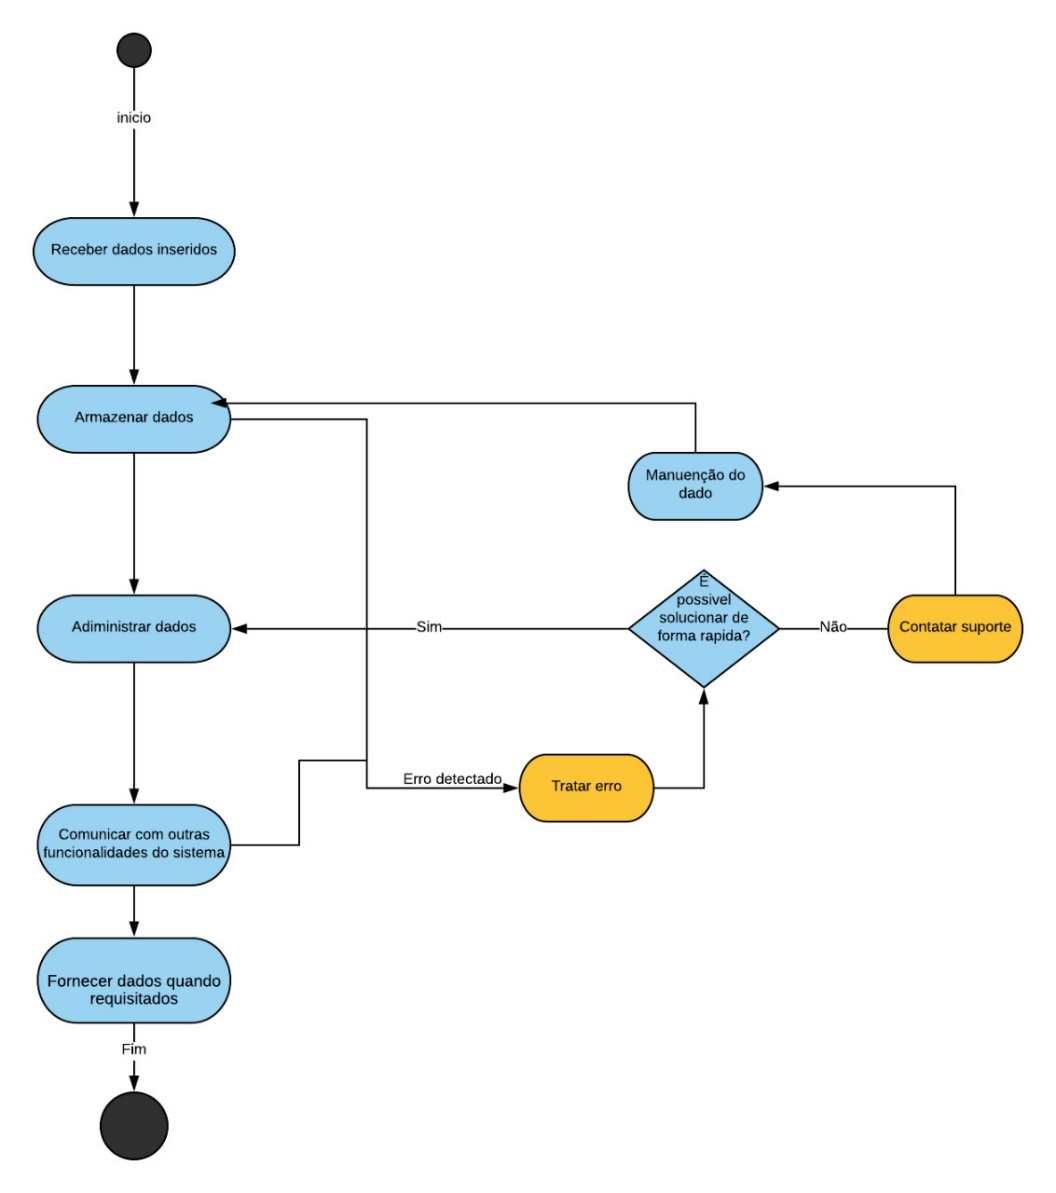 inicio
Receber dados inseridos
Armazenar dados
Manuenção do
dado
É
possivel
solucionar de
forma rapida?
Adiministrar dados
Sim
Não
Contatar suporte
Erro detectado
Tratar erro
Comunicar com outras
funcionalidades do sistema
Fornecer dados quando
requisitados
Fim